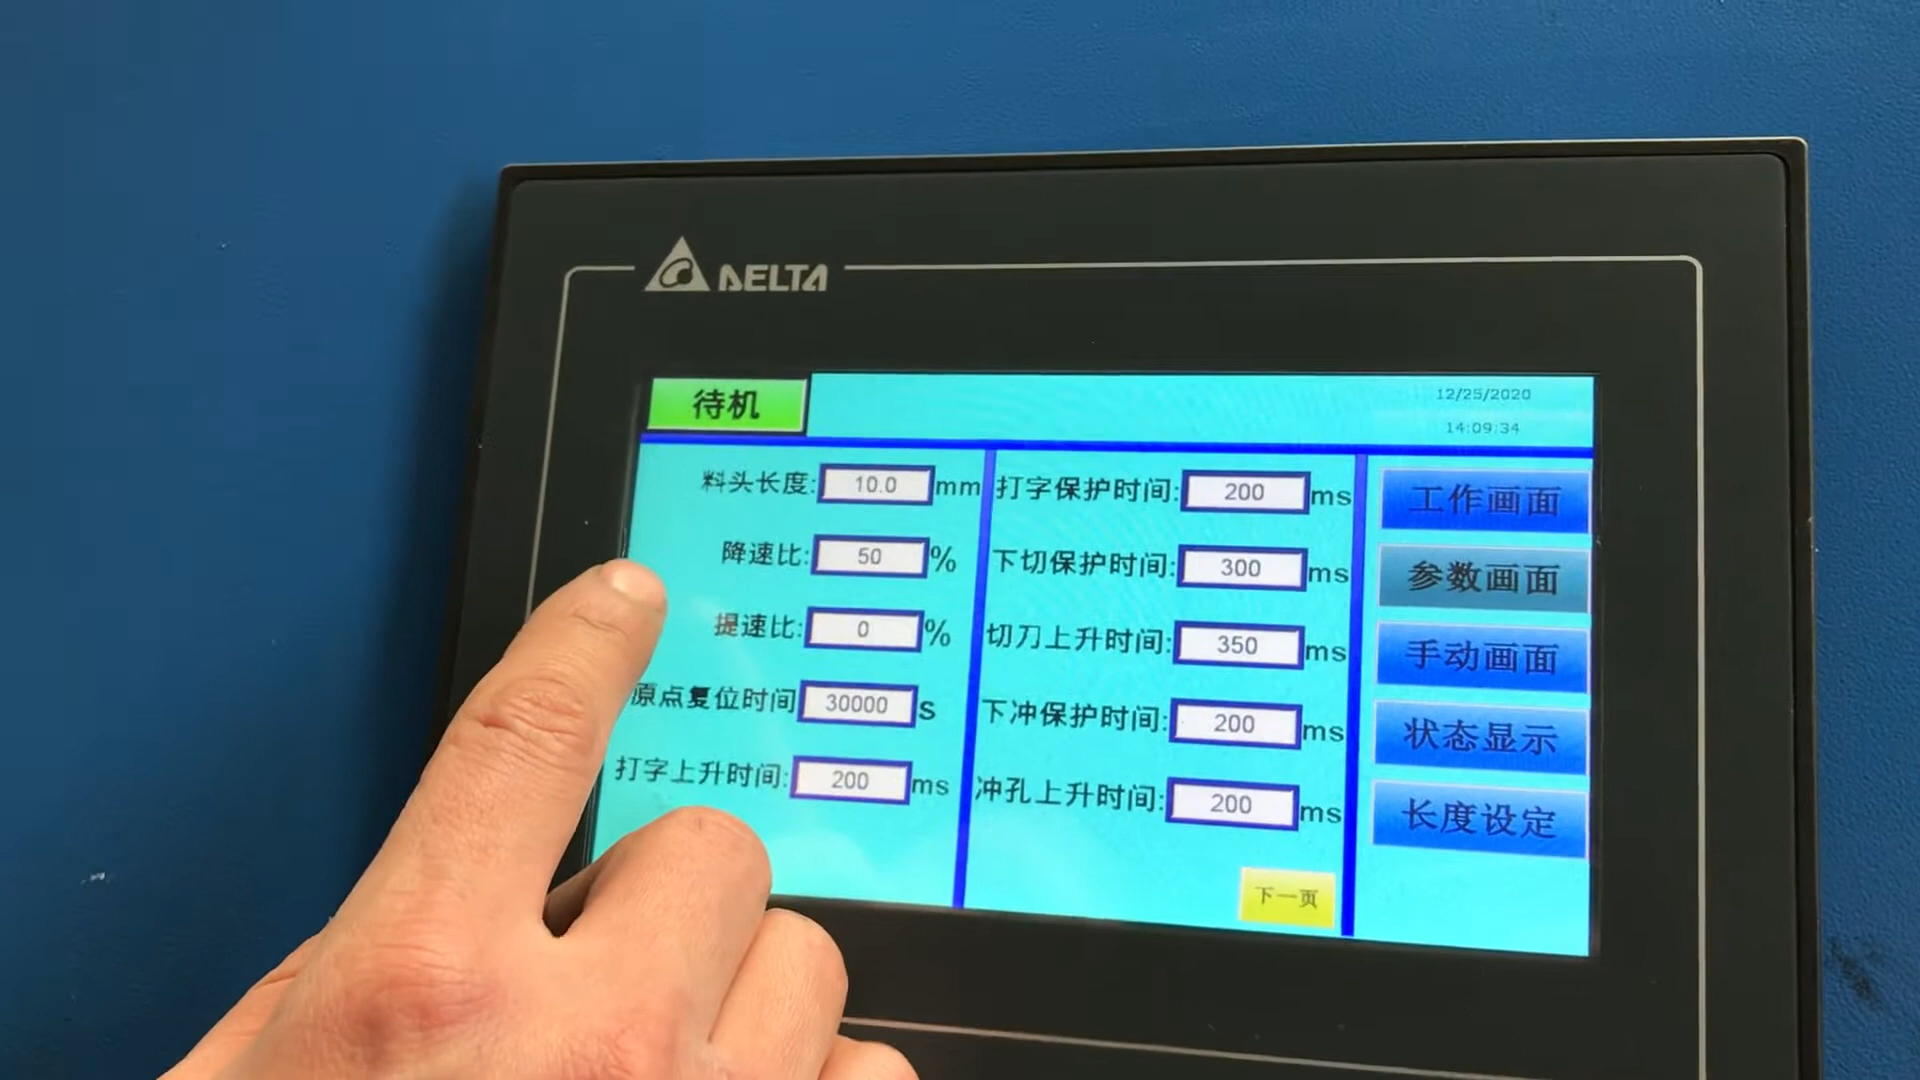 DELTA
待机
12/25/2020
14:09:34
料头长度: 10.0 mm
降速比: 50 %
提速比: 0 %
原点复位时间 30000 S
打字上升时间: 200 ms
打字保护时间: 200 ms
下切保护时间: 300 ms
切刀上升时间: 350 ms
下冲保护时间: 200 ms
冲孔上升时间: 200 ms
下一页
工作画面
参数画面
手动画面
状态显示
长度设定